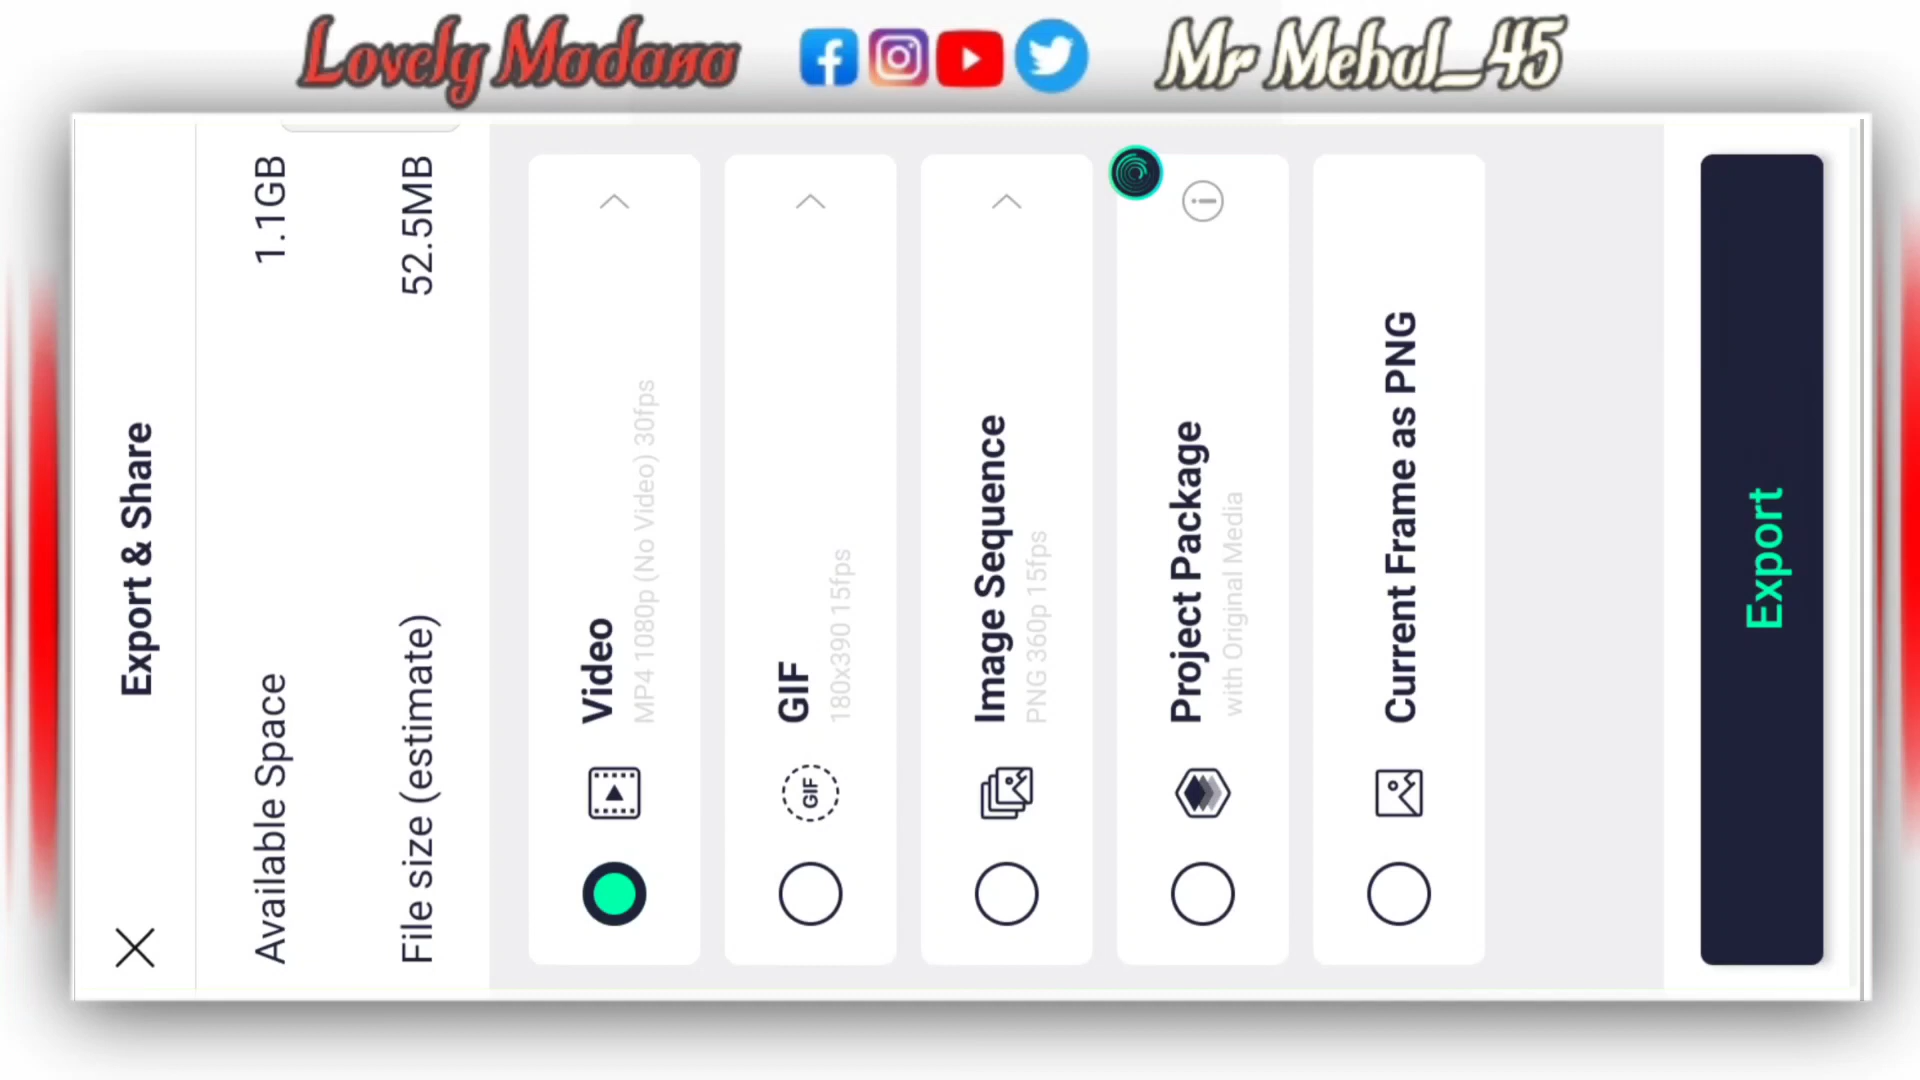 Lovely Madana
Mr Mehul_45
Export & Share
Available Space 1.1GB
File size (estimate) 52.5MB
Video
MP4 1080p (No Video) 30fps
GIF
GIF
180x390 15fps
Image Sequence
PNG 360p 15fps
Project Package
with Original Media
Current Frame as PNG
Export